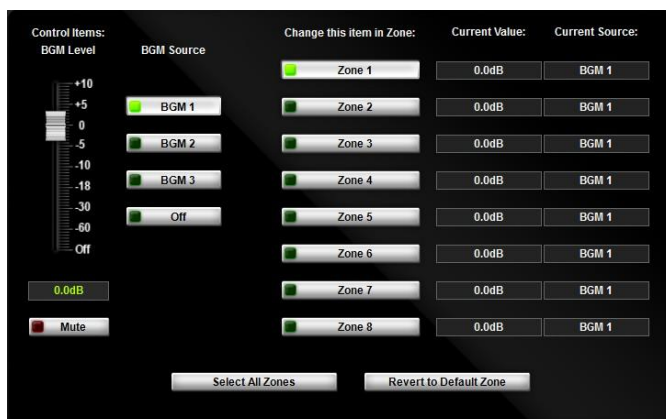 Control Items:
BGM Level
BGM Source
Change this item in Zone:
Current Value:
Current Source:
+10
+5
0
-5
-10
-18
-30
-60
Off
0.0dB
Mute
BGM 1
BGM 2
BGM 3
Off
Zone 1 0.0dB BGM 1
Zone 2 0.0dB BGM 1
Zone 3 0.0dB BGM 1
Zone 4 0.0dB BGM 1
Zone 5 0.0dB BGM 1
Zone 6 0.0dB BGM 1
Zone 7 0.0dB BGM 1
Zone 8 0.0dB BGM 1
Select All Zones
Revert to Default Zone